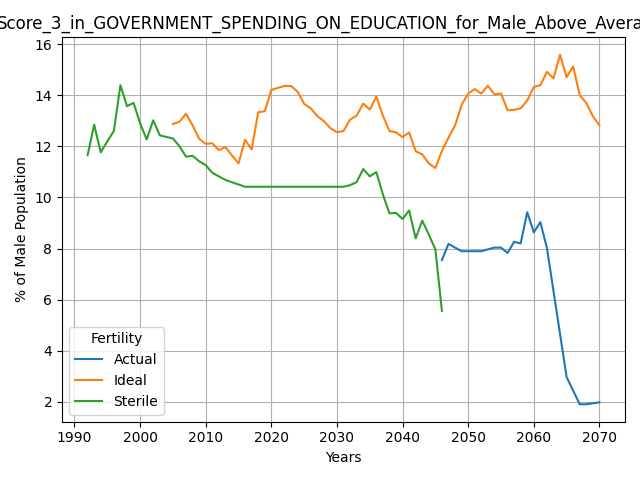 Score_3_in_GOVERNMENT_SPENDING_ON_EDUCATION_for_Male_Above_Avera
16
14
12
10
8
6
4
2
% of Male Population
Fertility
Actual
Ideal
Sterile
1990 2000 2010 2020 2030 2040 2050 2060 2070
Years